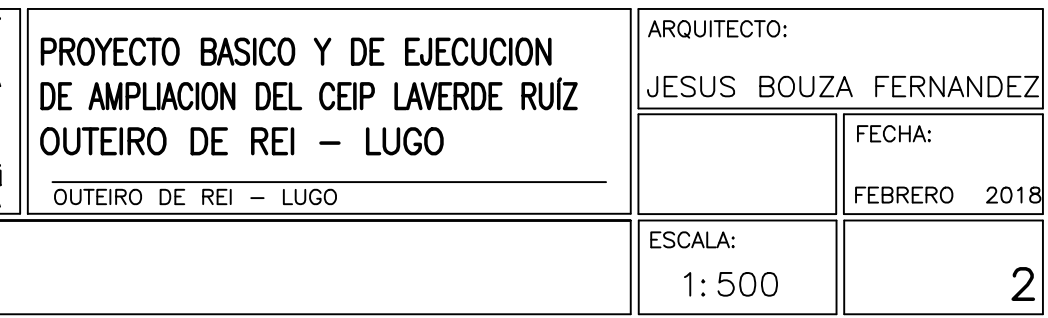 PROYECTO BASICO Y DE EJECUCION
DE AMPLIACION DEL CEIP LAVERDE RUÍZ
OUTEIRO DE REI – LUGO
OUTEIRO DE REI – LUGO
ARQUITECTO:
JESUS BOUZA FERNANDEZ
FECHA:
FEBRERO 2018
ESCALA:
1:500
2